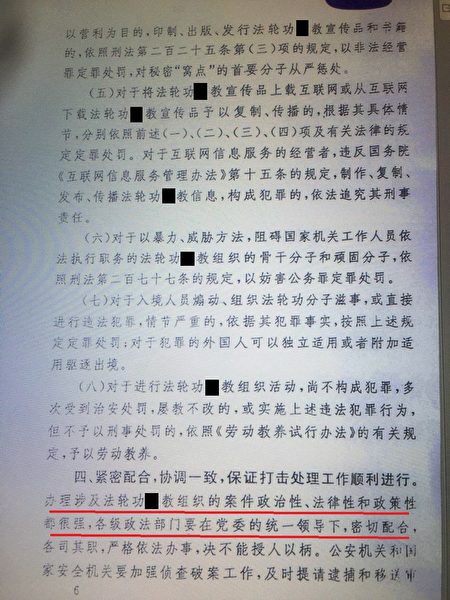 以营利为目的,印制、出版、发行法轮功 教宣传品和书籍
的,依照刑法第二百二十五条第(三)项的规定,以非法经营
罪定罪处罚,对秘密“窝点”的首要分子从严惩处。
(五)对于将法轮功 教宣传品上载互联网或从互联网
下载法轮功 教宣传品予以复制、传播的,根据其具体情
节,分别依照前述(一)、(二)、(三)、(四)项及有关法律的规
定定罪处罚。对于互联网信息服务的经营者,违反国务院
《互联网信息服务管理办法》第十五条的规定,制作、复制、
发布、传播法轮功 教信息,构成犯罪的,依法追究其刑事
责任。
(六)对于以暴力、威胁方法,阻碍国家机关工作人员依
法执行职务的法轮功 教组织的骨干分子和顽固分子,依
照刑法第二百七十七条的规定,以妨害公务罪定罪处罚。
(七)对于入境人员煽动、组织法轮功分子滋事,或直接
进行违法犯罪,情节严重的,依据其犯罪事实,按照上述规
定定罪处罚;对于犯罪的外国人可以独立适用或者附加适
用驱逐出境。
(八)对于进行法轮功 教组织活动,尚不构成犯罪,多
次受到治安处罚,屡教不改的,或实施上述违法犯罪行为,
但不予以刑事处罚的,依照《劳动教养试行办法》的有关规
定,予以劳动教养。
四、紧密配合,协调一致,保证打击处理工作顺利进行。
办理涉及法轮功 教组织的案件政治性、法律性和政策性
都很强,各级政法部门要在党委的统一领导下,密切配合,
各司其职,严格依法办事,决不能授人以柄。公安机关和国
家安全机关要加强侦查破案工作,及时提请逮捕和移送审
6